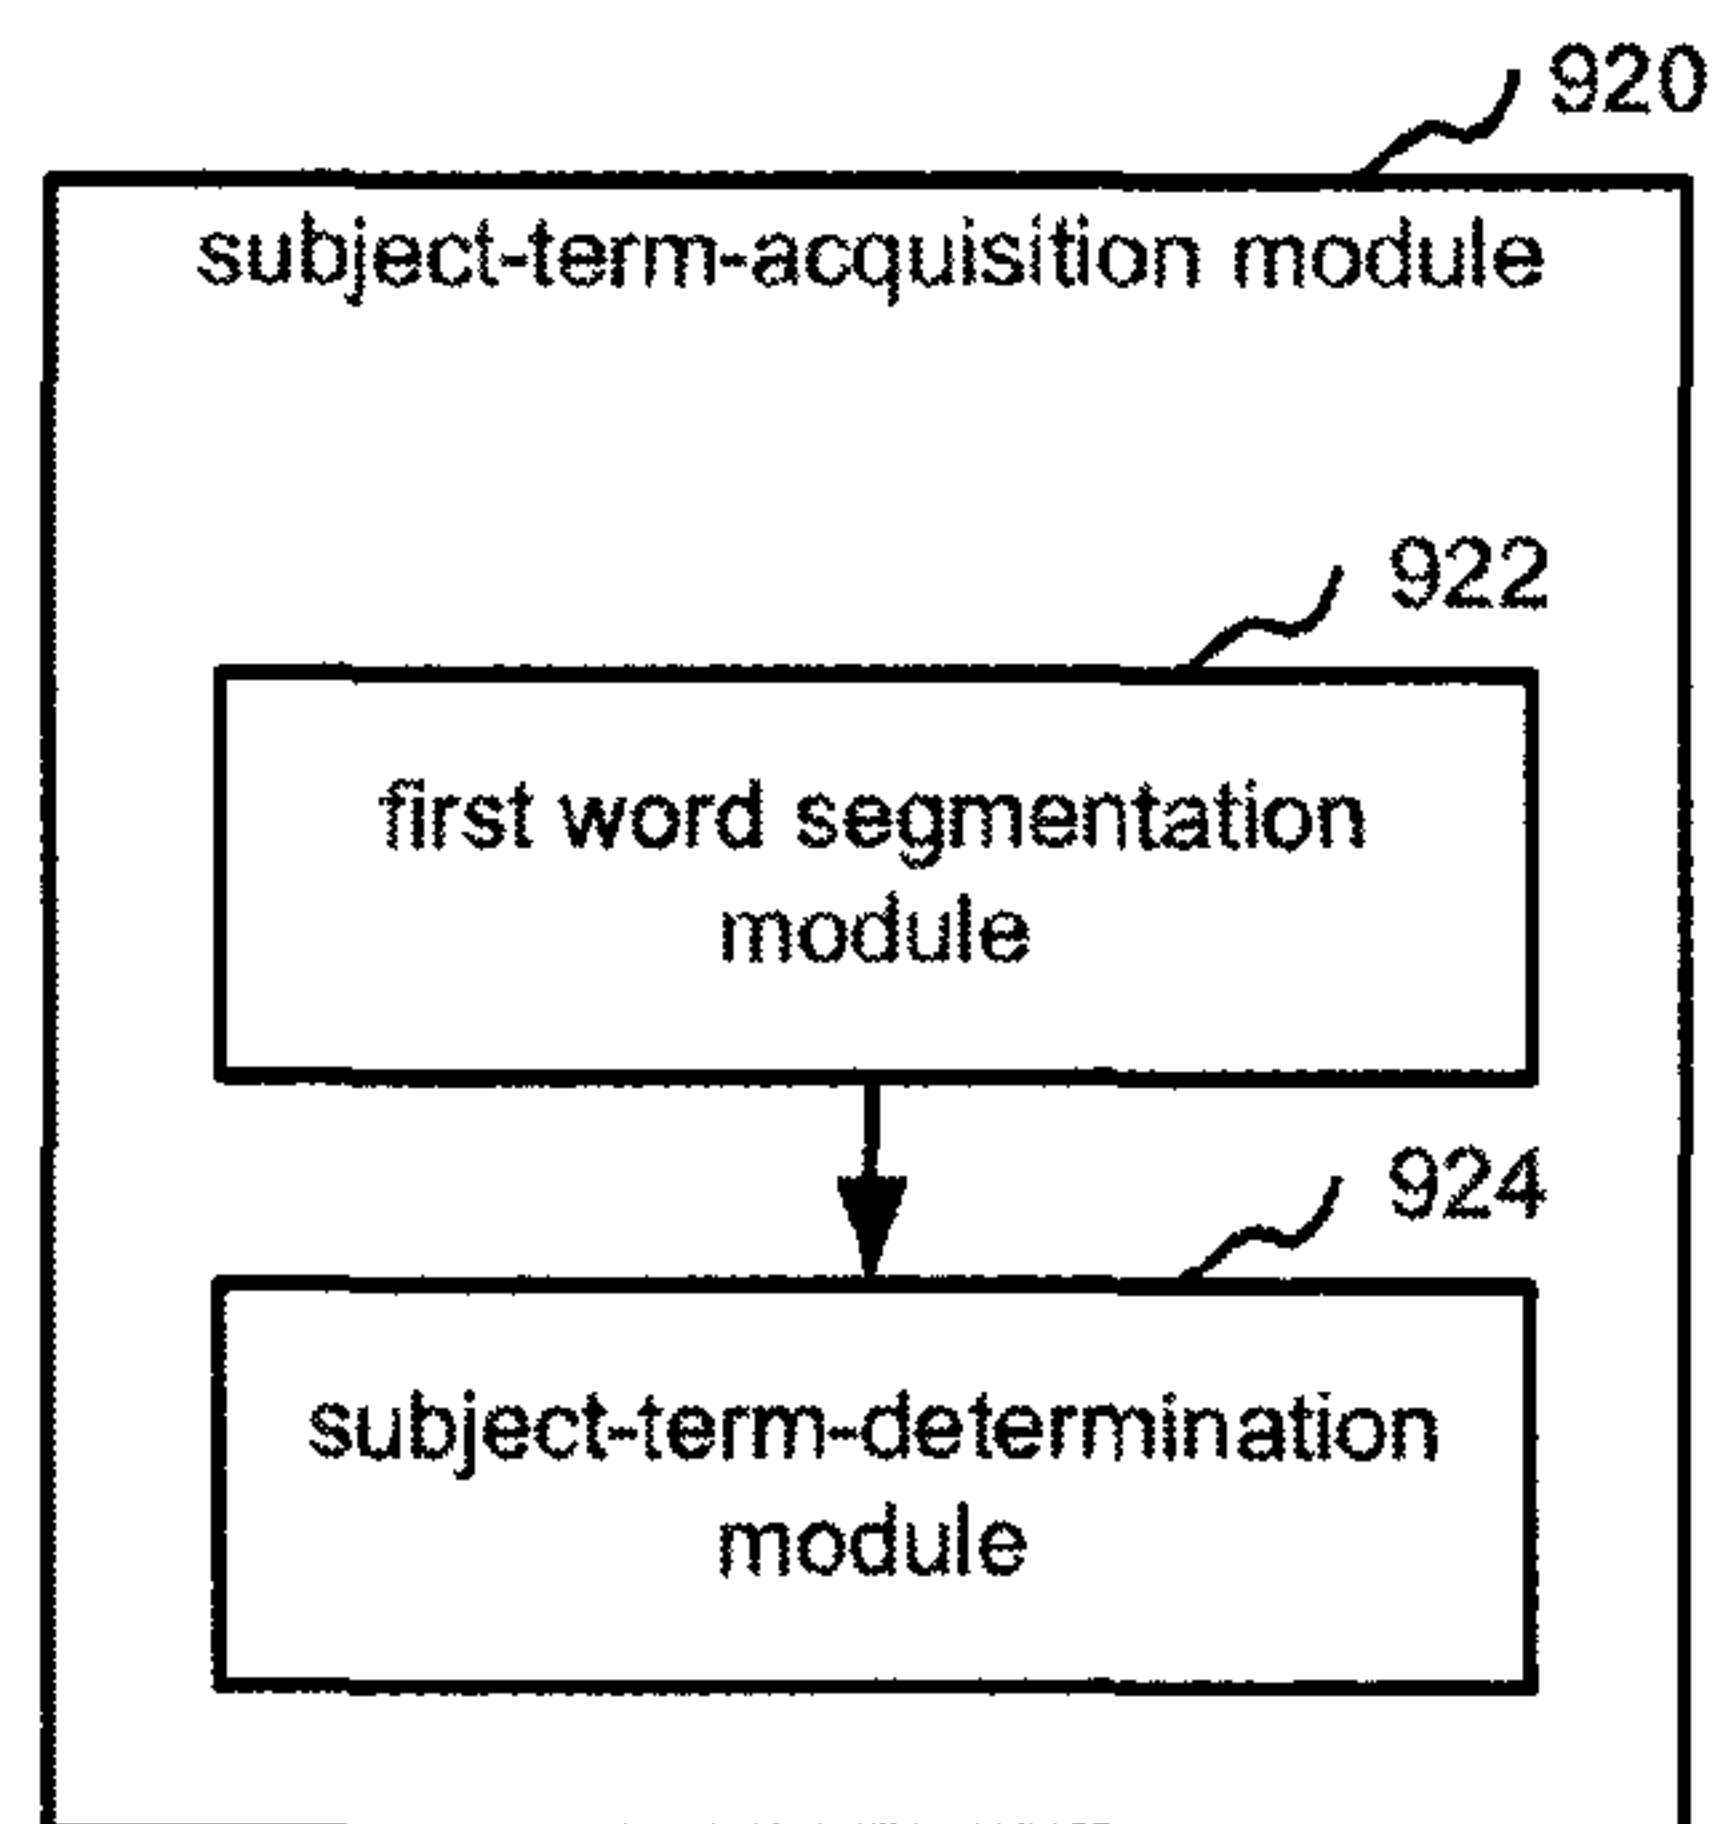 920
subject-term-acquisition module
922
first word segmentation
module
924
subject-term-determination
module